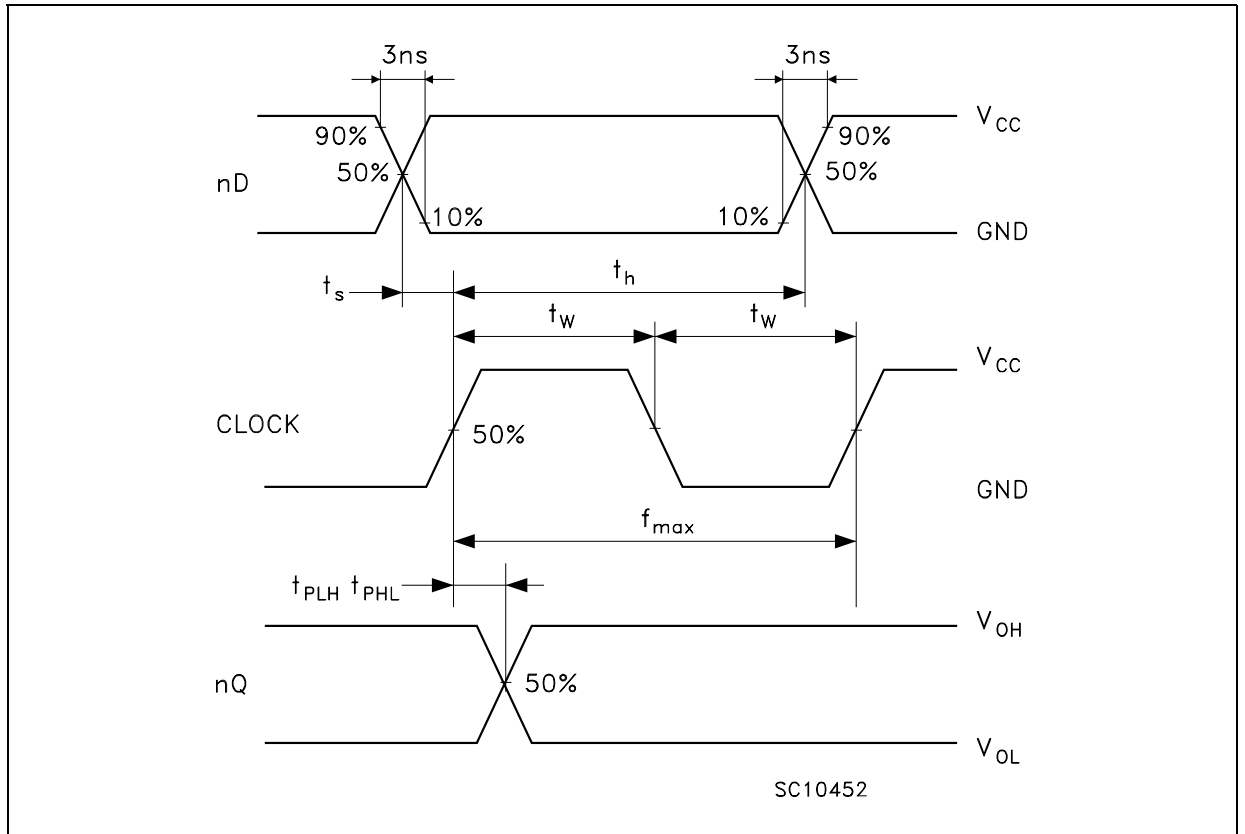 3ns 3ns
V_CC
90% 90%
50% 50%
nD
10% 10%
GND
t_s t_h
t_W t_W
V_CC
CLOCK
50%
GND
f_max
t_PLH t_PHL
V_OH
nQ
50%
V_OL
SC10452